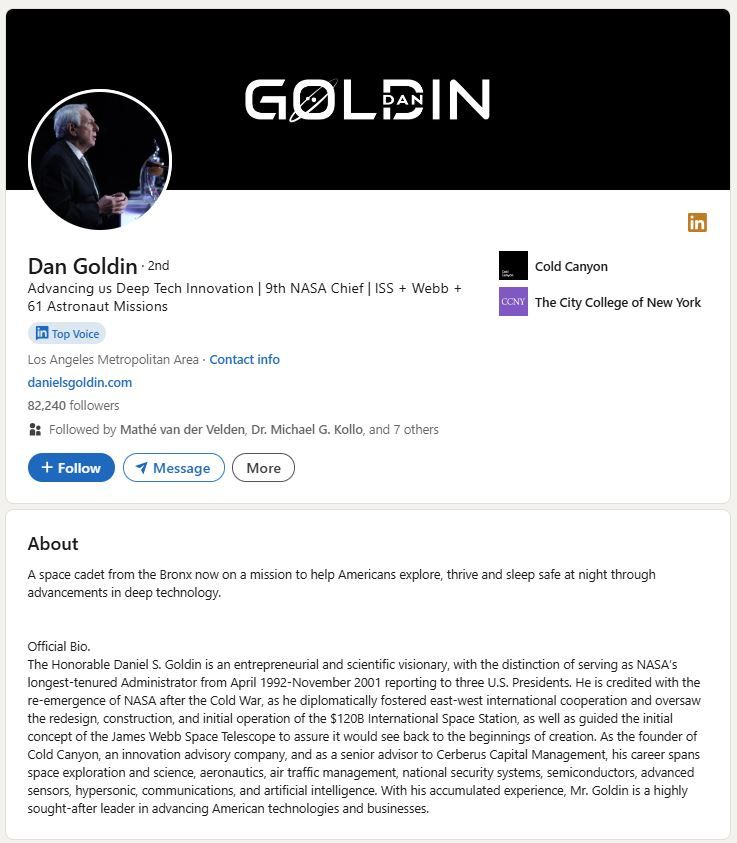 GOLDIN
DAN
in
Dan Goldin · 2nd
Advancing us Deep Tech Innovation | 9th NASA Chief | ISS + Webb +
61 Astronaut Missions
in Top Voice
Los Angeles Metropolitan Area · Contact info
danielsgoldin.com
82,240 followers
Followed by Mathé van der Velden, Dr. Michael G. Kollo, and 7 others
+ Follow
Message
More
Cold Canyon
CCNY
The City College of New York
About
A space cadet from the Bronx now on a mission to help Americans explore, thrive and sleep safe at night through
advancements in deep technology.
Official Bio.
The Honorable Daniel S. Goldin is an entrepreneurial and scientific visionary, with the distinction of serving as NASA's
longest-tenured Administrator from April 1992-November 2001 reporting to three U.S. Presidents. He is credited with the
re-emergence of NASA after the Cold War, as he diplomatically fostered east-west international cooperation and oversaw
the redesign, construction, and initial operation of the $120B International Space Station, as well as guided the initial
concept of the James Webb Space Telescope to assure it would see back to the beginnings of creation. As the founder of
Cold Canyon, an innovation advisory company, and as a senior advisor to Cerberus Capital Management, his career spans
space exploration and science, aeronautics, air traffic management, national security systems, semiconductors, advanced
sensors, hypersonic, communications, and artificial intelligence. With his accumulated experience, Mr. Goldin is a highly
sought-after leader in advancing American technologies and businesses.